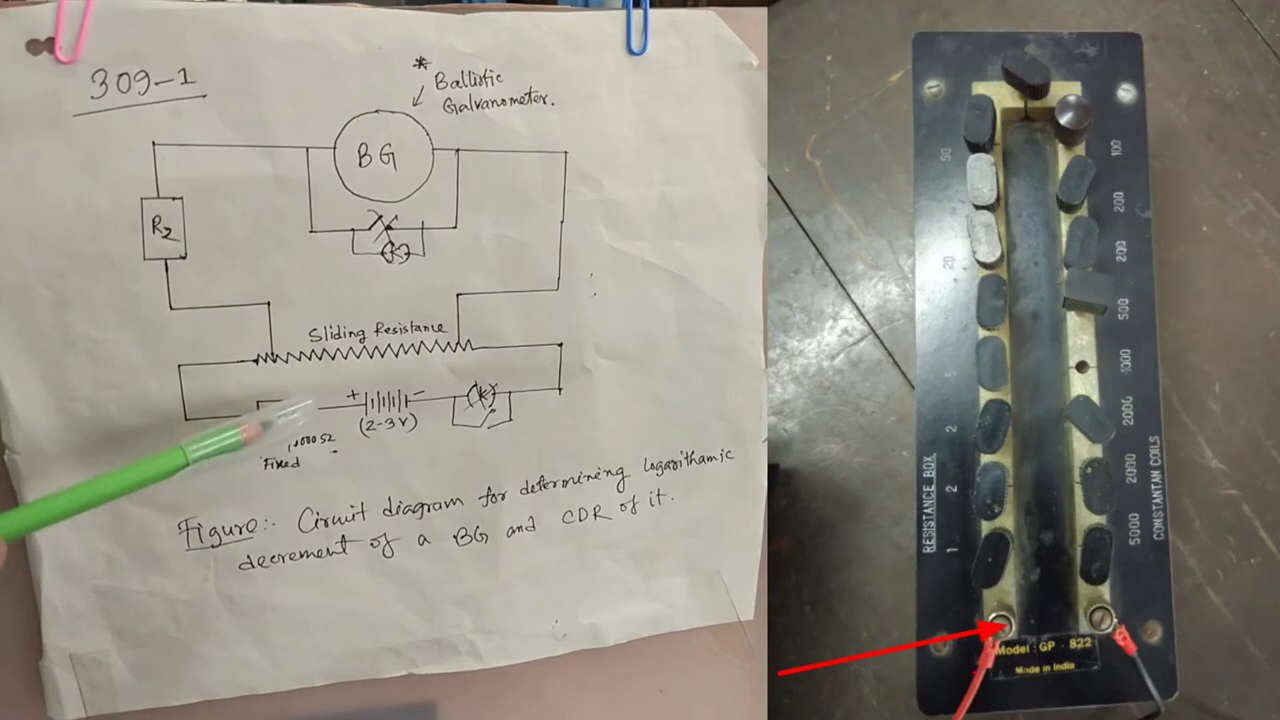 309-1
* Ballistic
Galvanometer.
BG
R2
Sliding Resistance
+ -
(2-3V)
Fixed
Figure:- Circuit diagram for determining logarithamic
decrement of a BG and CDR of it.
50
20
5
2
2
1
RESISTANCE BOX
100
200
200
500
1000
2000
2000
5000
CONSTANTAN COILS
Model GP - 822
Made in India